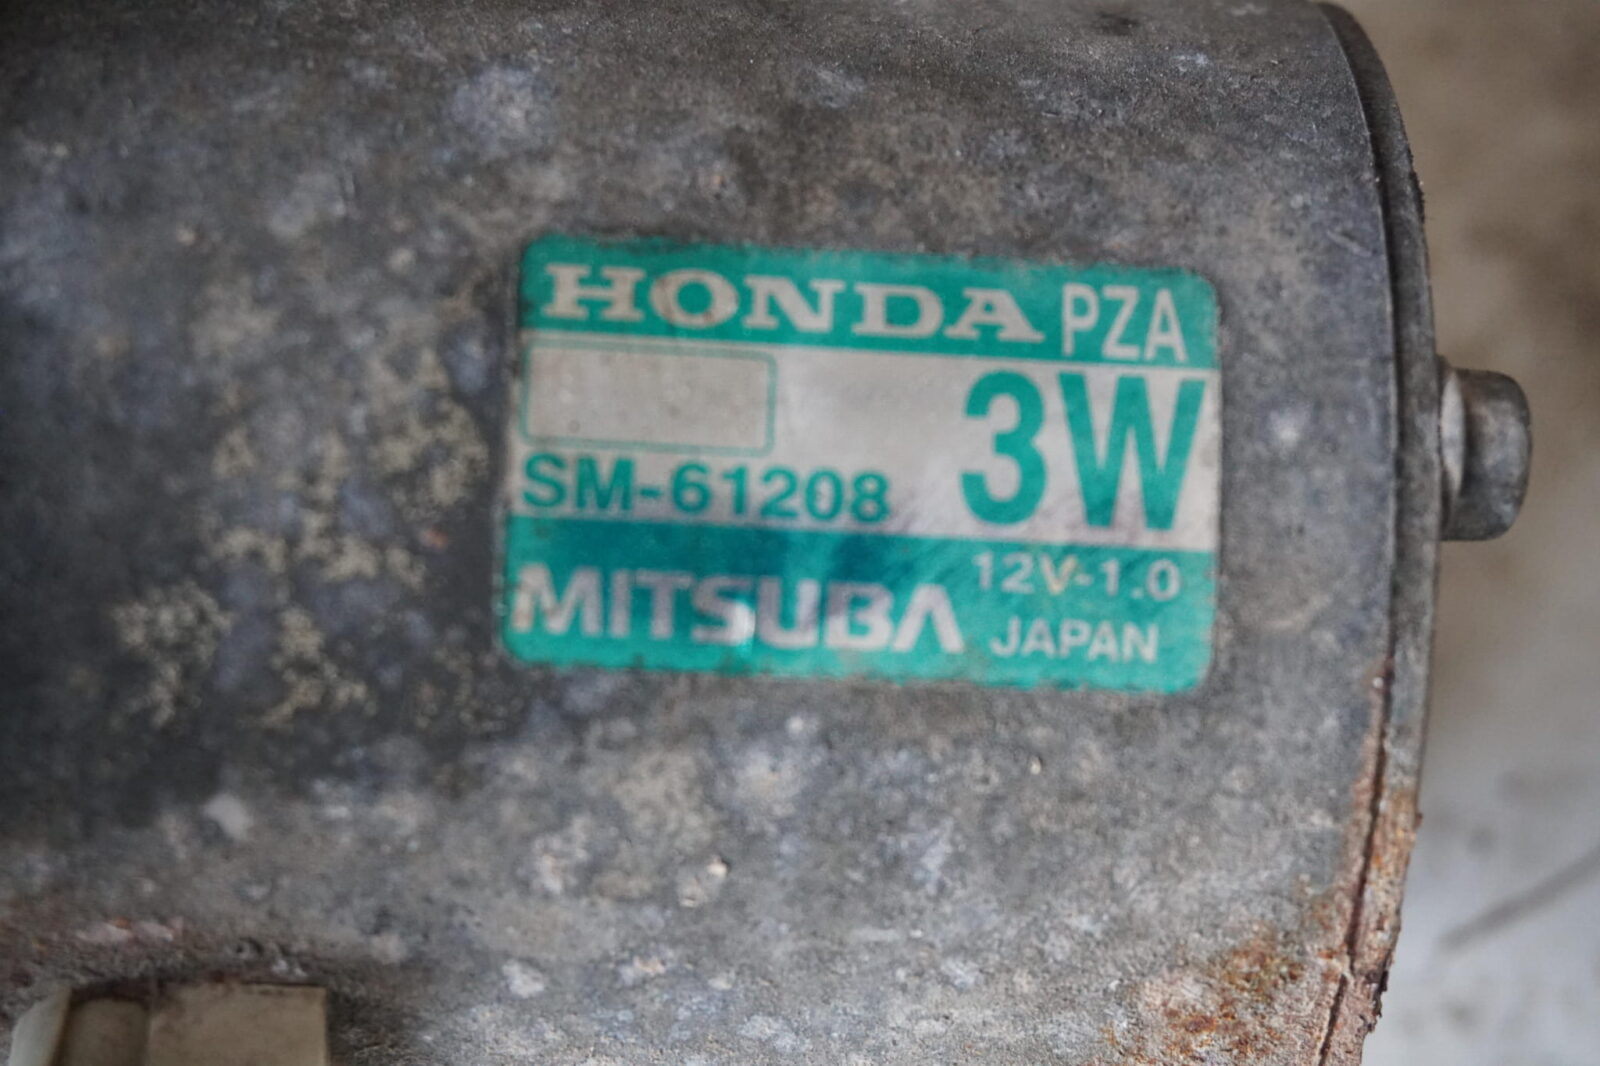 HONDA PZA
3W
SM-61208
12V-1.0
MITSUBA JAPAN